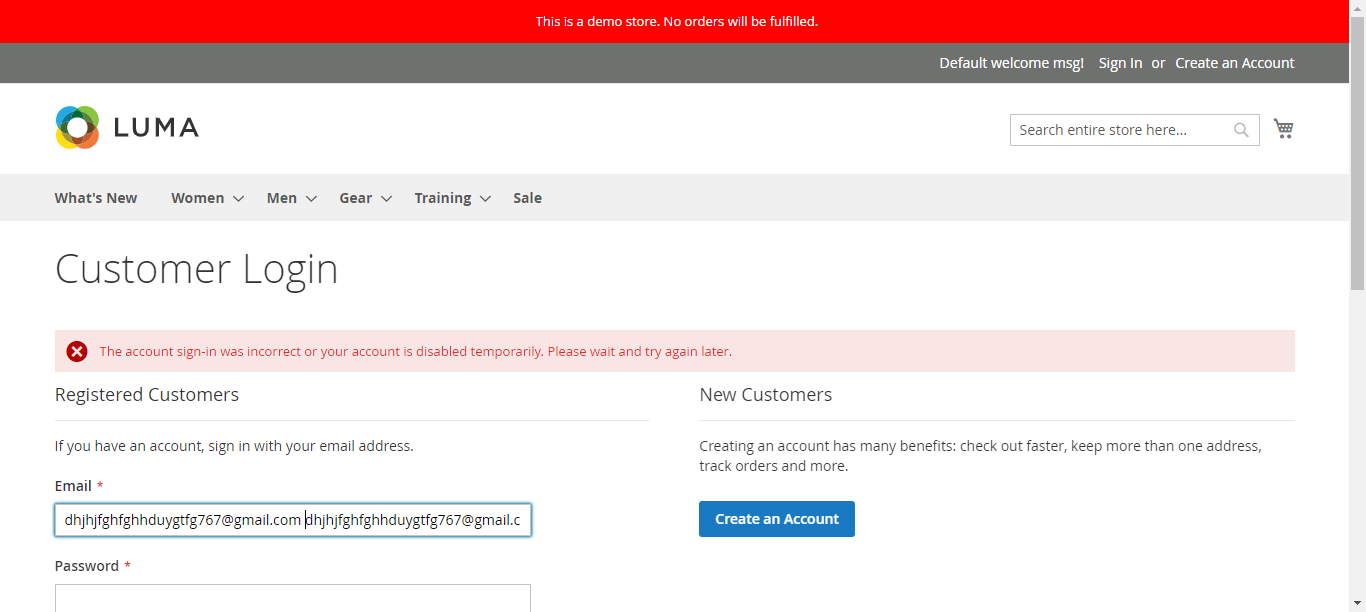 This is a demo store. No orders will be fulfilled.
Default welcome msg! Sign In or Create an Account
LUMA
Search entire store here...
What's New Women Men Gear Training Sale
Customer Login
The account sign-in was incorrect or your account is disabled temporarily. Please wait and try again later.
Registered Customers
If you have an account, sign in with your email address.
Email *
dhjhjfghfghhduygtfg767@gmail.com dhjhjfghfghhduygtfg767@gmail.c
Password *
New Customers
Creating an account has many benefits: check out faster, keep more than one address,
track orders and more.
Create an Account